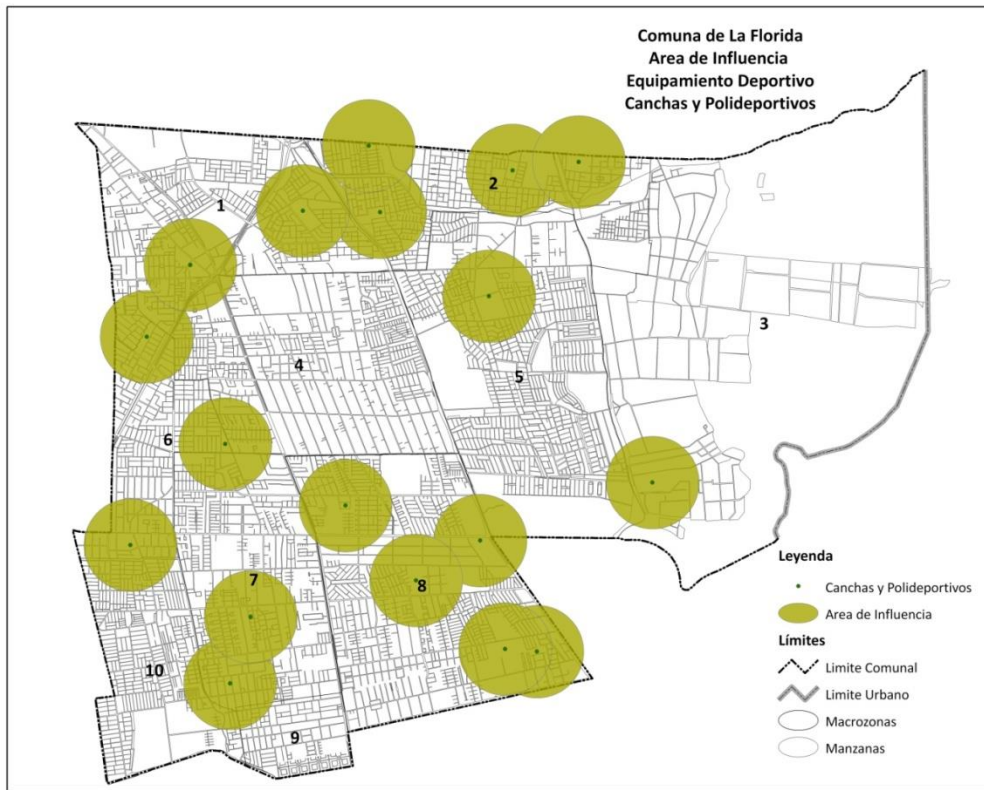 Comuna de La Florida
Area de Influencia
Equipamiento Deportivo
Canchas y Polideportivos
2
1
3
4
5
6
7
8
10
9
Leyenda
Canchas y Polideportivos
Area de Influencia
Límites
Limite Comunal
Limite Urbano
Macrozonas
Manzanas